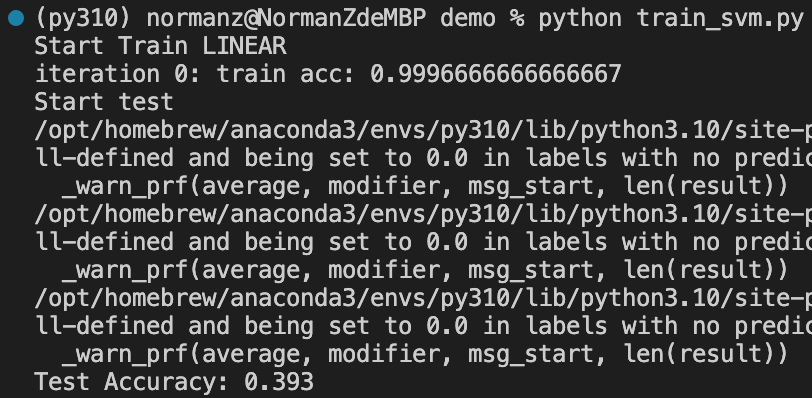 (py310) normanz@NormanZdeMBP demo % python train_svm.py
Start Train LINEAR
iteration 0: train acc: 0.99966666666666667
Start test
/opt/homebrew/anaconda3/envs/py310/lib/python3.10/site-p
ll-defined and being set to 0.0 in labels with no predic
_warn_prf(average, modifier, msg_start, len(result))
/opt/homebrew/anaconda3/envs/py310/lib/python3.10/site-p
ll-defined and being set to 0.0 in labels with no predic
_warn_prf(average, modifier, msg_start, len(result))
/opt/homebrew/anaconda3/envs/py310/lib/python3.10/site-p
ll-defined and being set to 0.0 in labels with no predic
_warn_prf(average, modifier, msg_start, len(result))
Test Accuracy: 0.393